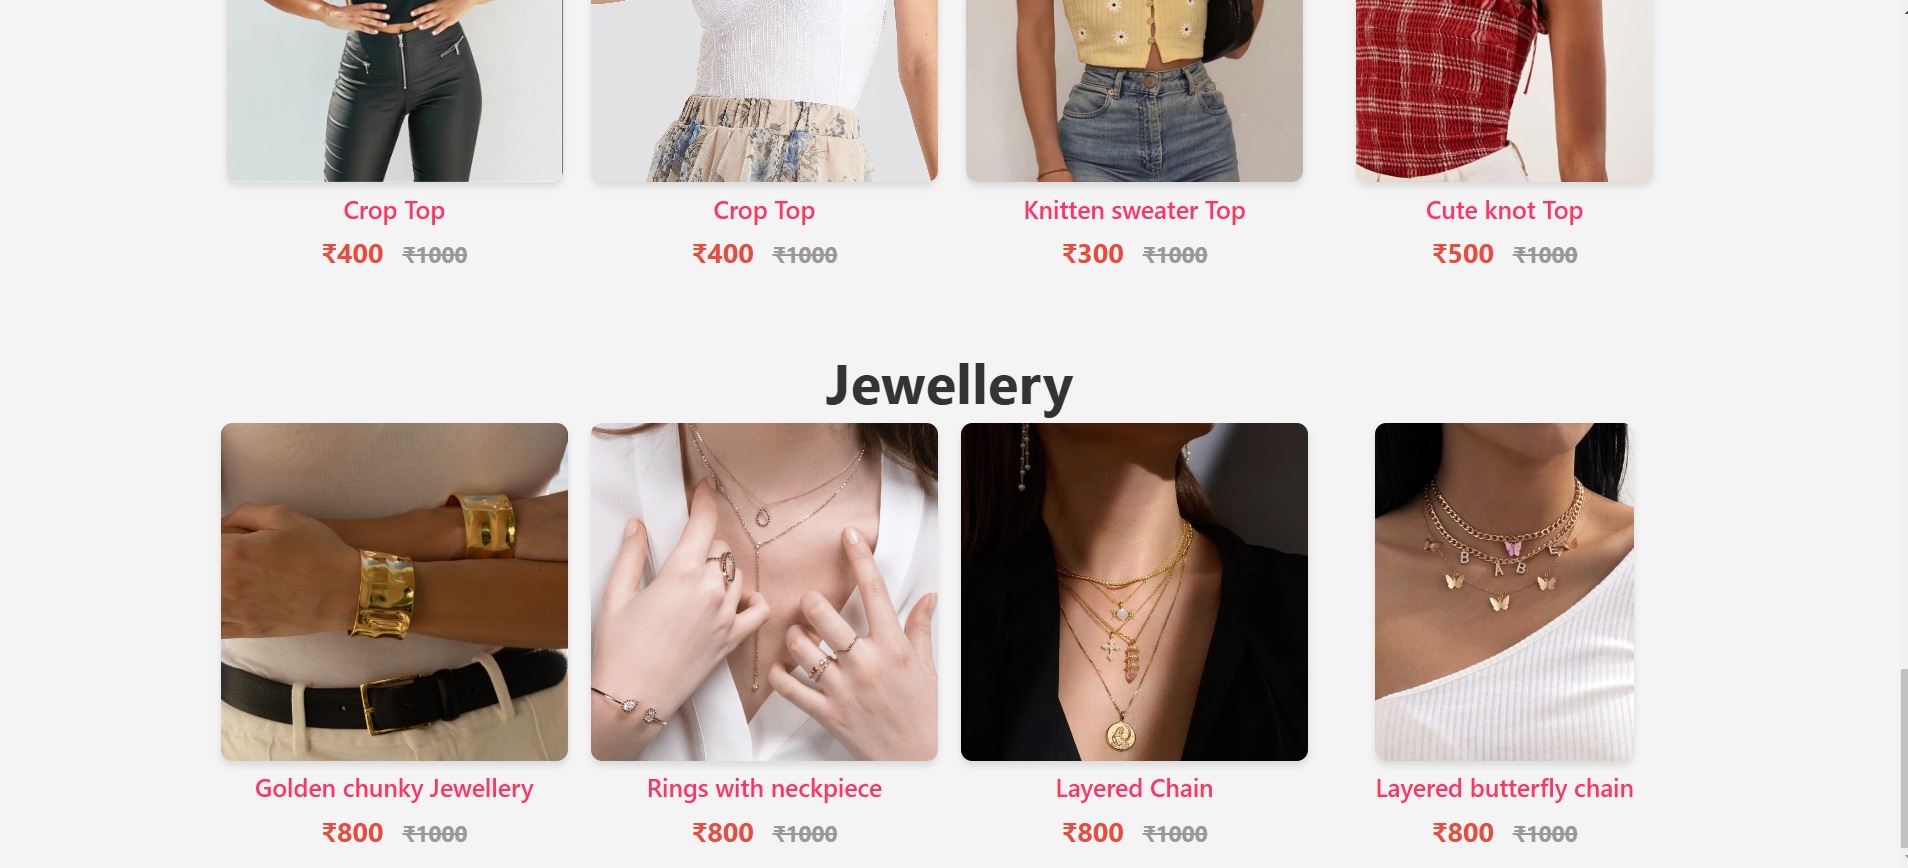 Crop Top
₹400 ₹1000
Crop Top
₹400 ₹1000
Knitten sweater Top
₹300 ₹1000
Cute knot Top
₹500 ₹1000
Jewellery
B A B E
Golden chunky Jewellery
₹800 ₹1000
Rings with neckpiece
₹800 ₹1000
Layered Chain
₹800 ₹1000
Layered butterfly chain
₹800 ₹1000